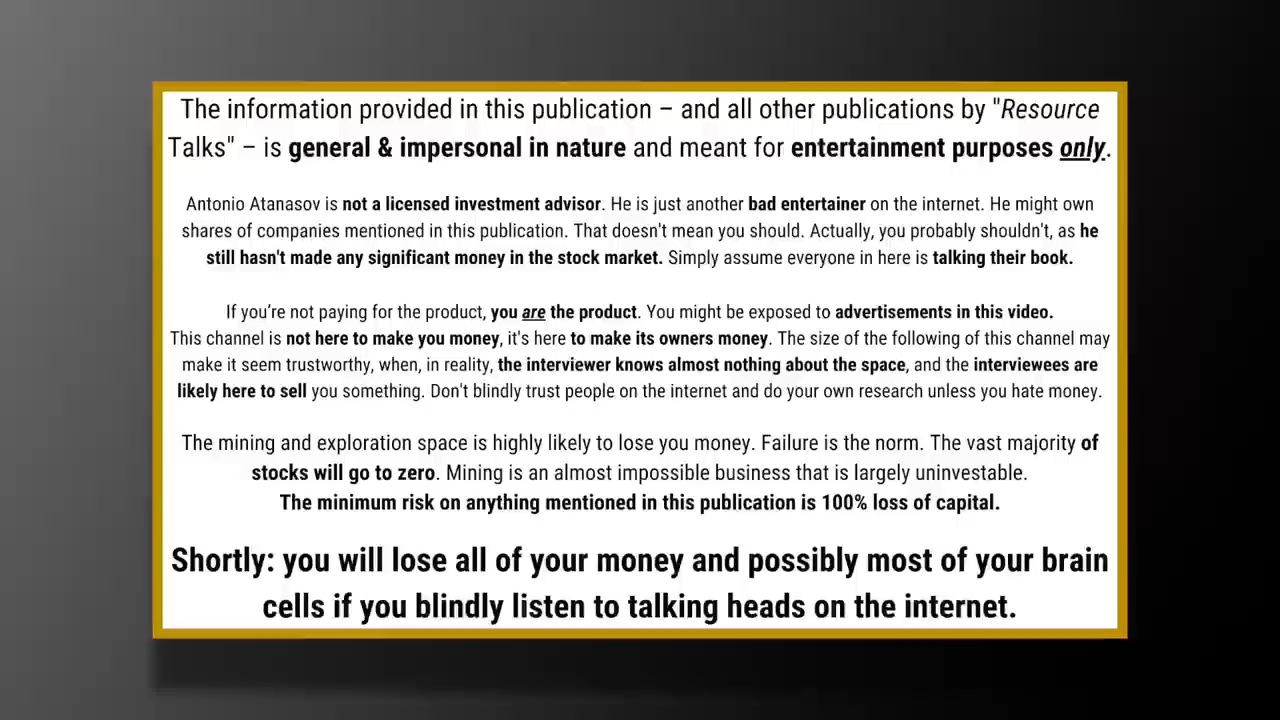 The information provided in this publication – and all other publications by "Resource
Talks" – is general & impersonal in nature and meant for entertainment purposes only.
Antonio Atanasov is not a licensed investment advisor. He is just another bad entertainer on the internet. He might own
shares of companies mentioned in this publication. That doesn't mean you should. Actually, you probably shouldn't, as he
still hasn't made any significant money in the stock market. Simply assume everyone in here is talking their book.
If you’re not paying for the product, you are the product. You might be exposed to advertisements in this video.
This channel is not here to make you money, it's here to make its owners money. The size of the following of this channel may
make it seem trustworthy, when, in reality, the interviewer knows almost nothing about the space, and the interviewees are
likely here to sell you something. Don't blindly trust people on the internet and do your own research unless you hate money.
The mining and exploration space is highly likely to lose you money. Failure is the norm. The vast majority of
stocks will go to zero. Mining is an almost impossible business that is largely uninvestable.
The minimum risk on anything mentioned in this publication is 100% loss of capital.
Shortly: you will lose all of your money and possibly most of your brain
cells if you blindly listen to talking heads on the internet.